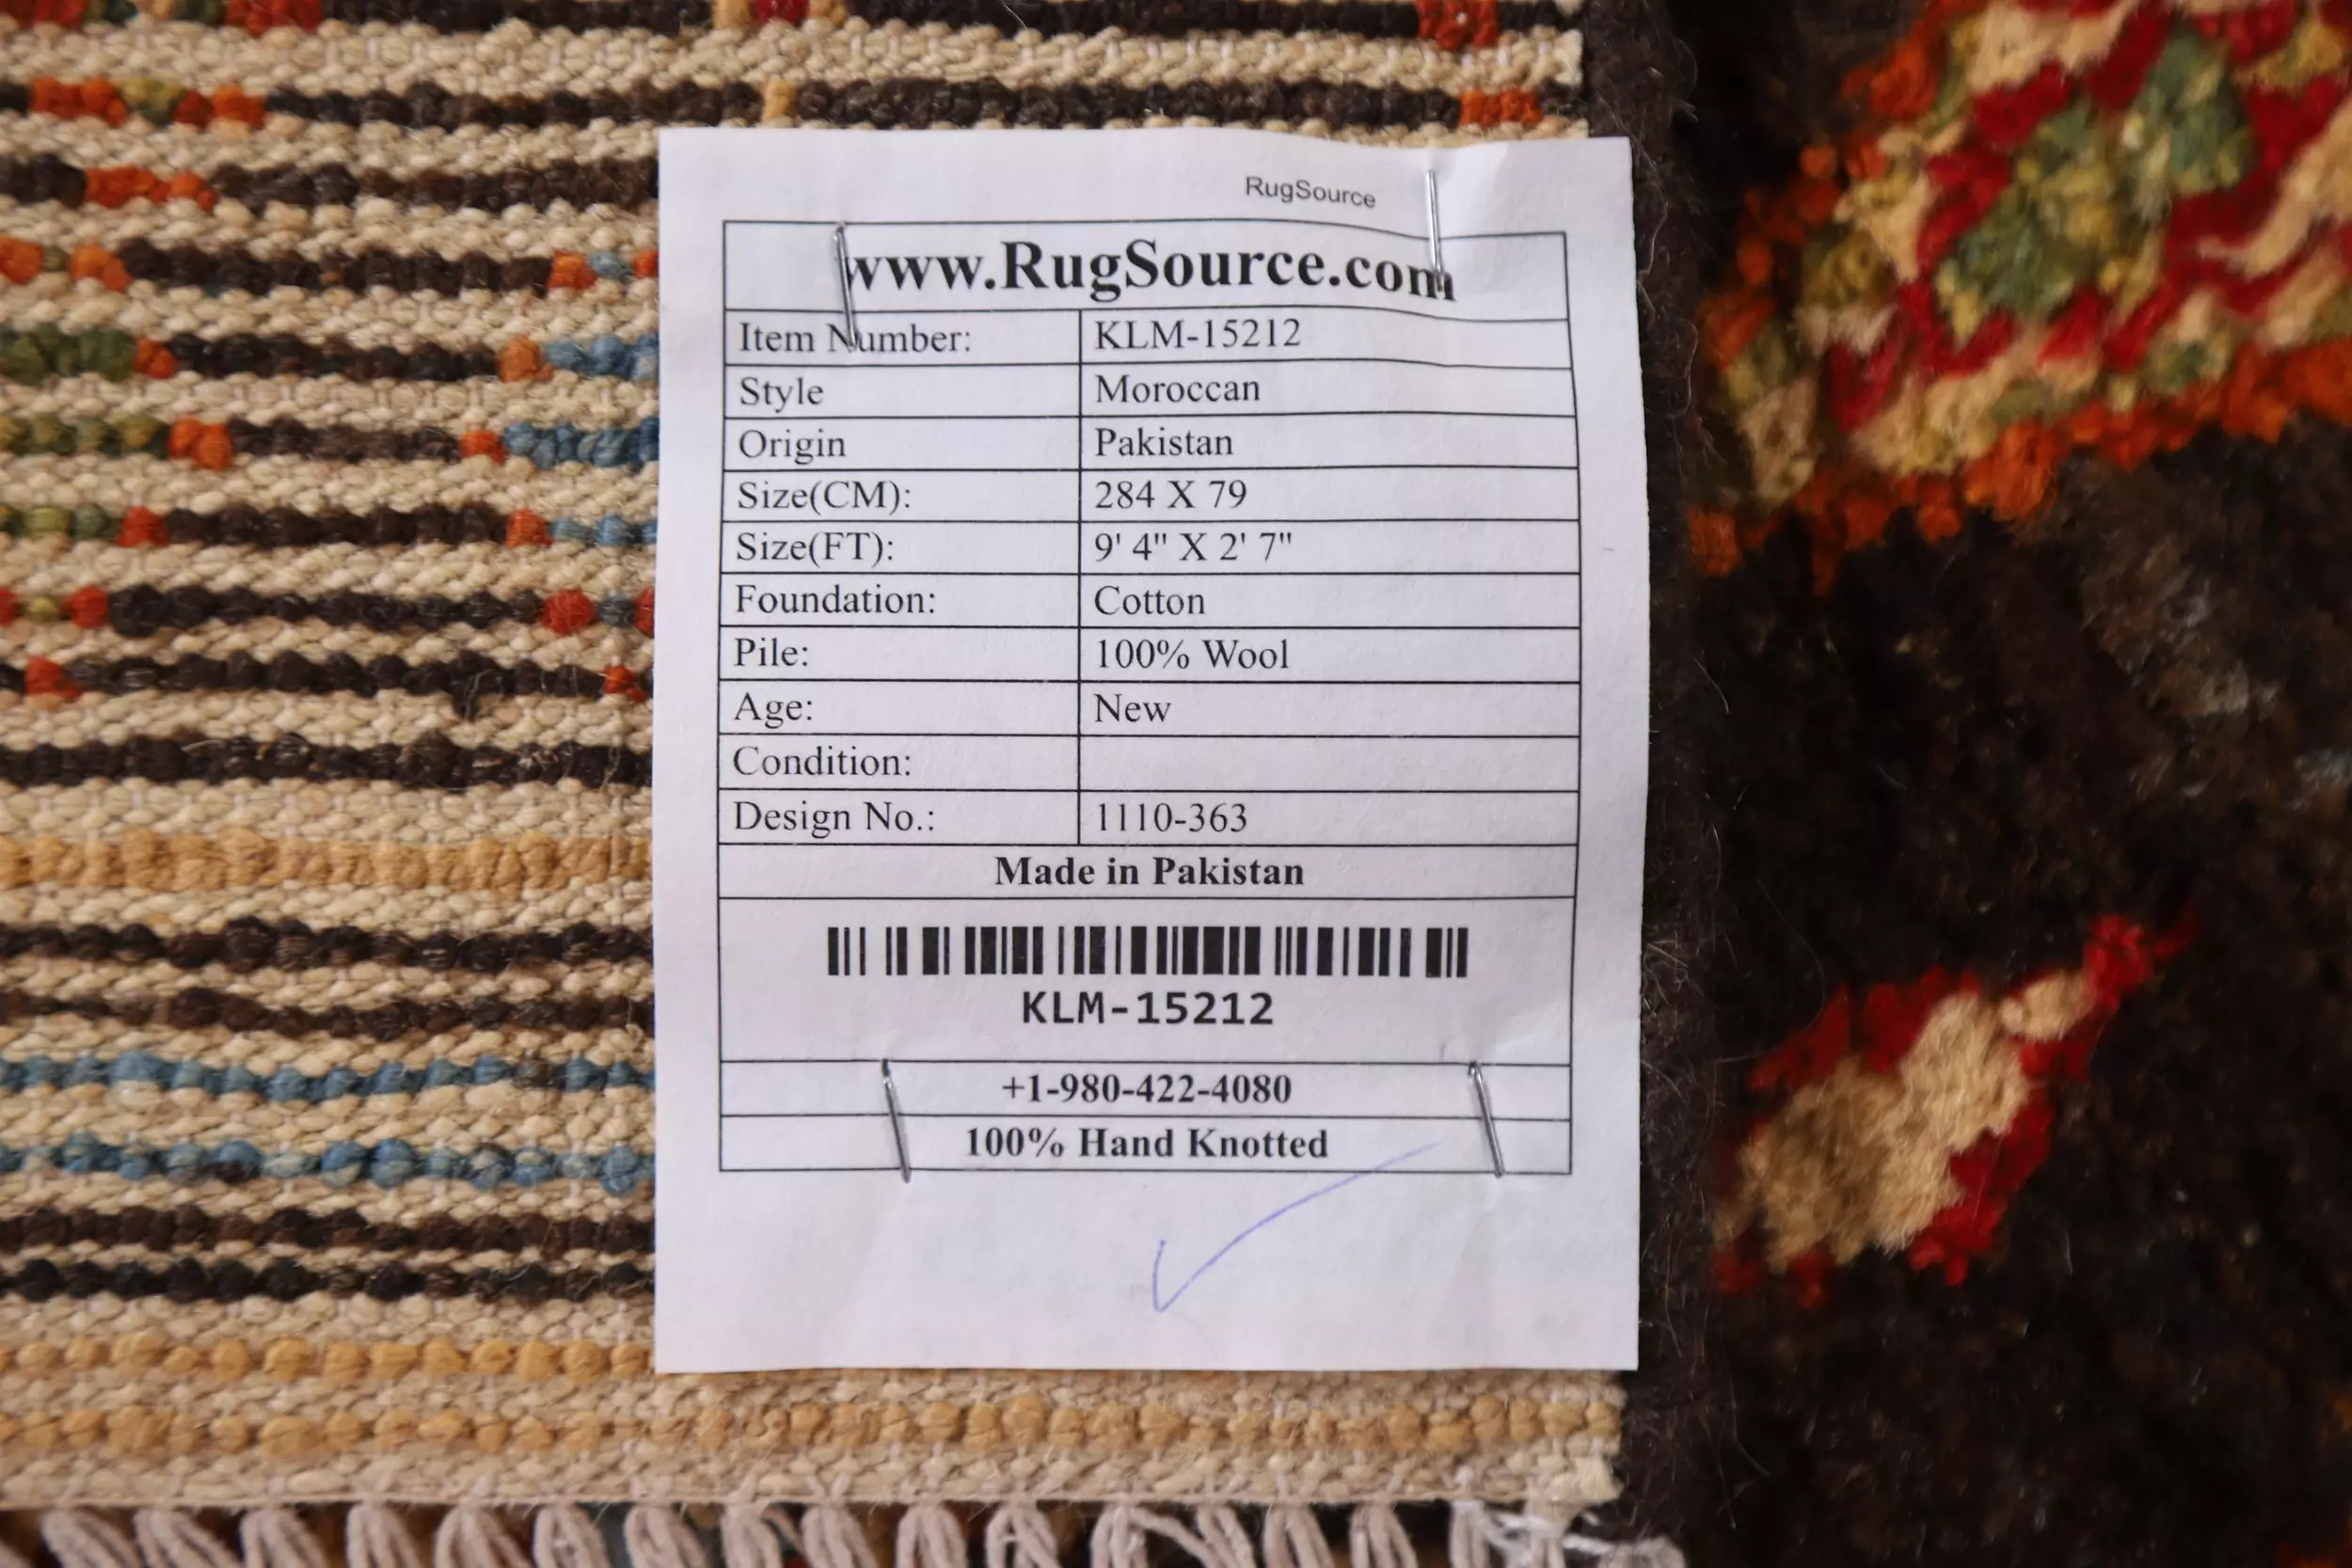 RugSource
www.RugSource.com
Item Number: KLM-15212
Style Moroccan
Origin Pakistan
Size(CM): 284 X 79
Size(FT): 9' 4" X 2' 7"
Foundation: Cotton
Pile: 100% Wool
Age: New
Condition:
Design No.: 1110-363
Made in Pakistan
KLM-15212
+1-980-422-4080
100% Hand Knotted